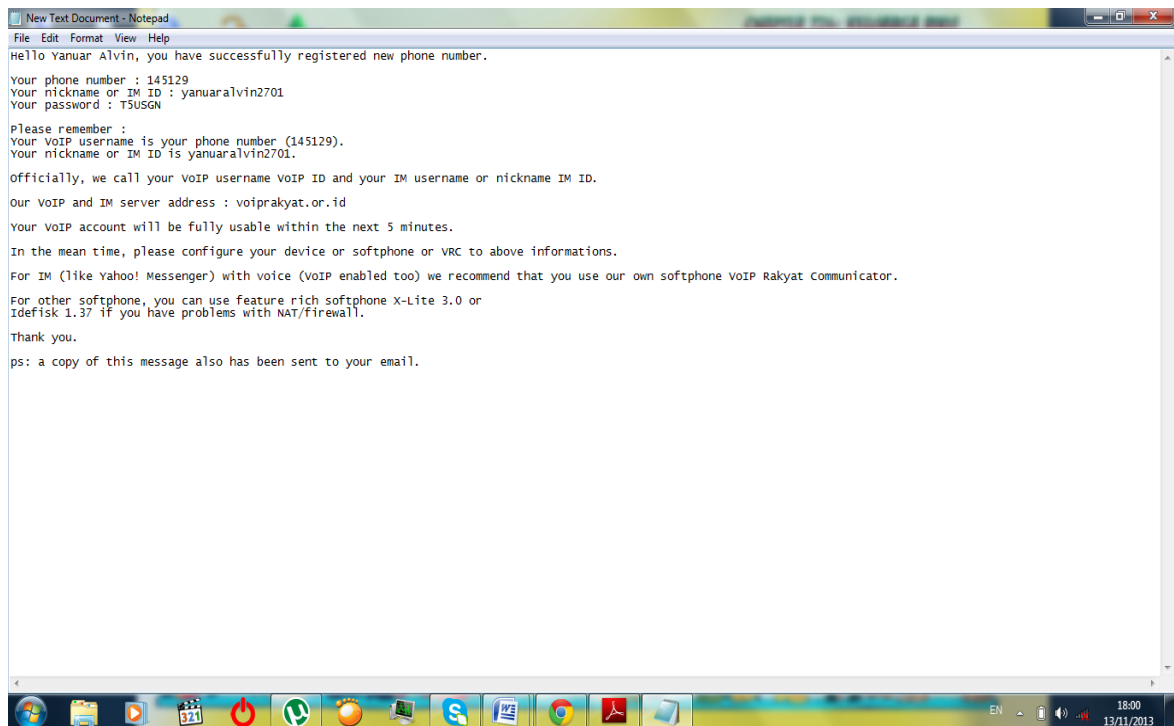 New Text Document - Notepad
File Edit Format View Help
Hello Yanuar Alvin, you have successfully registered new phone number.
Your phone number : 145129
Your nickname or IM ID : yanuaralvin2701
Your password : T5USGN
Please remember :
Your VoIP username is your phone number (145129).
Your nickname or IM ID is yanuaralvin2701.
Officially, we call your VoIP username VoIP ID and your IM username or nickname IM ID.
Our VoIP and IM server address : voiprakyat.or.id
Your VoIP account will be fully usable within the next 5 minutes.
In the mean time, please configure your device or softphone or VRC to above informations.
For IM (like Yahoo! Messenger) with voice (VoIP enabled too) we recommend that you use our own softphone VoIP Rakyat Communicator.
For other softphone, you can use feature rich softphone X-Lite 3.0 or
Idefisk 1.37 if you have problems with NAT/firewall.
Thank you.
ps: a copy of this message also has been sent to your email.
321
EN
18:00
13/11/2013